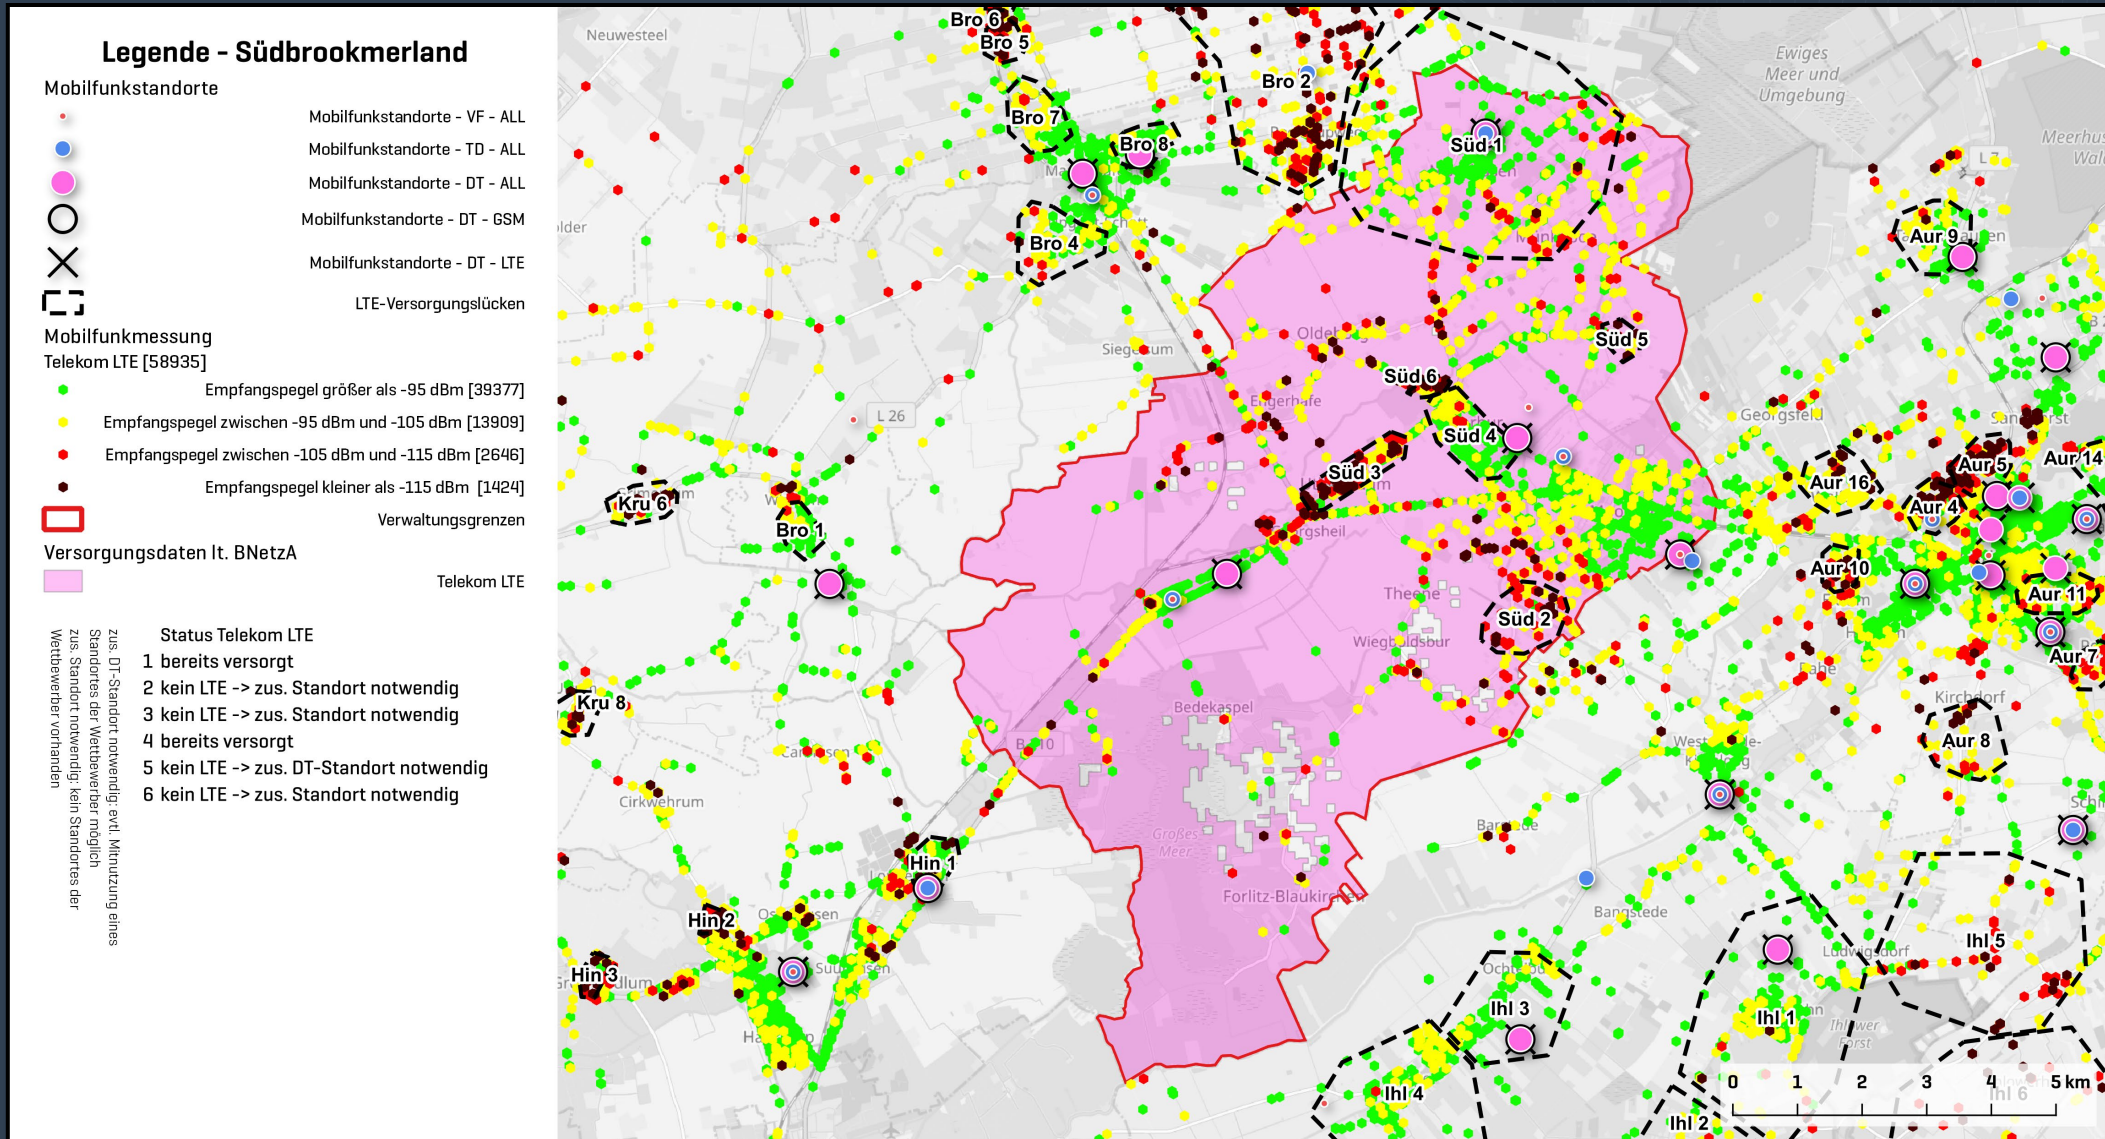 Legende - Südbrookmerland
Mobilfunkstandorte
Mobilfunkstandorte - VF - ALL
Mobilfunkstandorte - TD - ALL
Mobilfunkstandorte - DT - ALL
Mobilfunkstandorte - DT - GSM
Mobilfunkstandorte - DT - LTE
LTE-Versorgungslücken
Mobilfunkmessung
Telekom LTE [58935]
Empfangspegel größer als -95 dBm [39377]
Empfangspegel zwischen -95 dBm und -105 dBm [13909]
Empfangspegel zwischen -105 dBm und -115 dBm [2646]
Empfangspegel kleiner als -115 dBm [1424]
Verwaltungsgrenzen
Versorgungsdaten lt. BNetzA
Telekom LTE
Status Telekom LTE
1 bereits versorgt
2 kein LTE -> zus. Standort notwendig
3 kein LTE -> zus. Standort notwendig
4 bereits versorgt
5 kein LTE -> zus. DT-Standort notwendig
6 kein LTE -> zus. Standort notwendig
zus. DT-Standort notwendig: evtl. Mitnutzung eines
Standortes der Wettbewerber möglich
zus. Standort notwendig: kein Standortes der
Wettbewerber vorhanden
Neuwesteel
Bro 6
Bro 5
Bro 7
Bro 8
Bro 4
Bro 2
Süd 1
Ewiges
Meer und
Umgebung
L 7
Aur 9
Siegelsum
Süd 5
Süd 6
Engerhafe
L 26
Georgsfeld
Süd 4
Süd 3
Aur 5
Aur 14
Aur 16
Aur 4
Kru 6
Bro 1
Aur 10
Aur 11
Theene
Süd 2
Wiegboldsbur
Aur 7
Kru 8
Bedekaspel
Kirchdorf
Aur 8
Cirkwehrum
Großes
Meer
Barstede
Hin 1
Forlitz-Blaukirchen
Bangstede
Hin 2
Hin 3
Ludwigsdorf
Ihl 5
Ihl 3
Ihl 1
Ihlower
Forst
Ihl 4
Ihl 2
Ihl 6
0 1 2 3 4 5 km